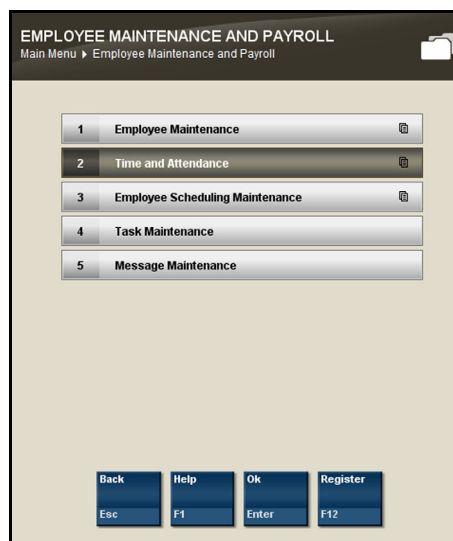 EMPLOYEE MAINTENANCE AND PAYROLL
Main Menu ▸ Employee Maintenance and Payroll
1 Employee Maintenance
2 Time and Attendance
3 Employee Scheduling Maintenance
4 Task Maintenance
5 Message Maintenance
Back Help Ok Register
Esc F1 Enter F12